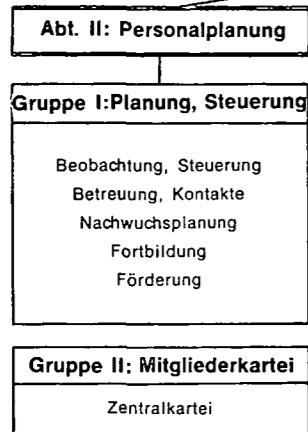 Abt. II: Personalplanung
Gruppe I:Planung, Steuerung
Beobachtung, Steuerung
Betreuung, Kontakte
Nachwuchsplanung
Fortbildung
Förderung
Gruppe II: Mitgliederkartei
Zentralkartei